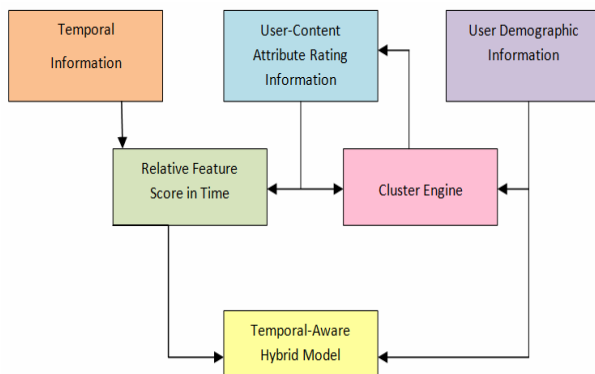 Temporal
Information
User-Content
Attribute Rating
Information
User Demographic
Information
Relative Feature
Score in Time
Cluster Engine
Temporal-Aware
Hybrid Model